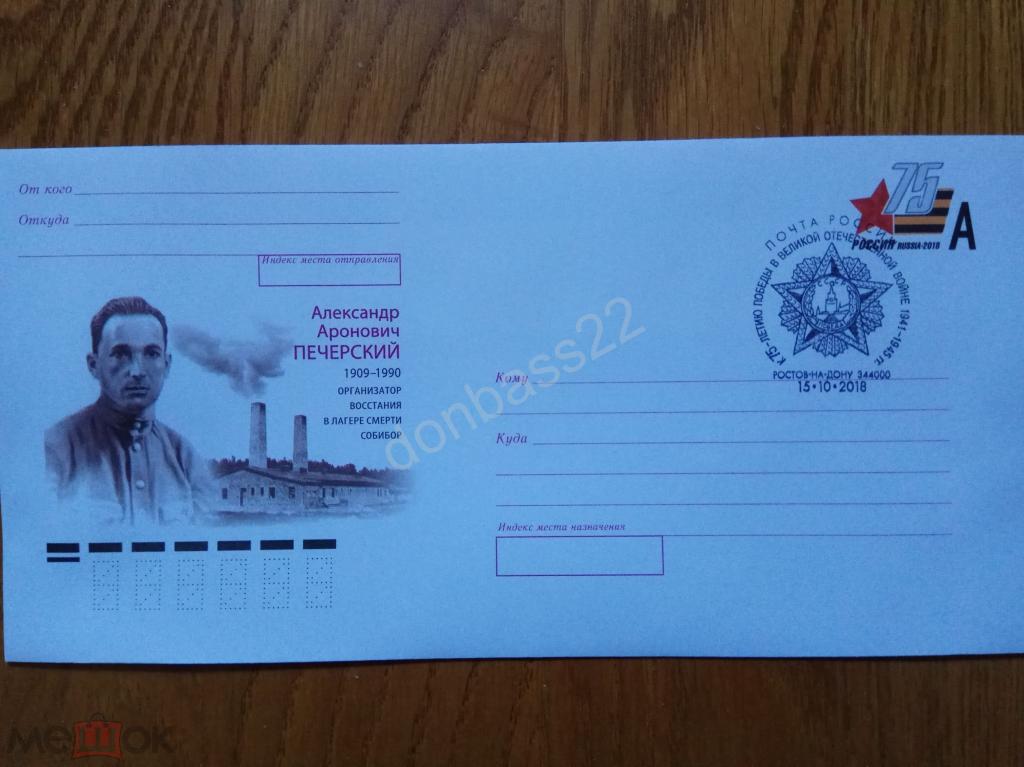 От кого
Откуда
Индекс места отправления
Александр
Аронович
ПЕЧЕРСКИЙ
1909–1990
ОРГАНИЗАТОР
ВОССТАНИЯ
В ЛАГЕРЕ СМЕРТИ
СОБИБОР
75
РОССИЯ RUSSIA·2018
А
ПОЧТА РОССИИ
К 75-ЛЕТИЮ ПОБЕДЫ В ВЕЛИКОЙ ОТЕЧЕСТВЕННОЙ ВОЙНЕ 1941-1945 гг.
РОСТОВ-НА-ДОНУ 344000
15•10•2018
Кому
Куда
Индекс места назначения
donbass22
мешок